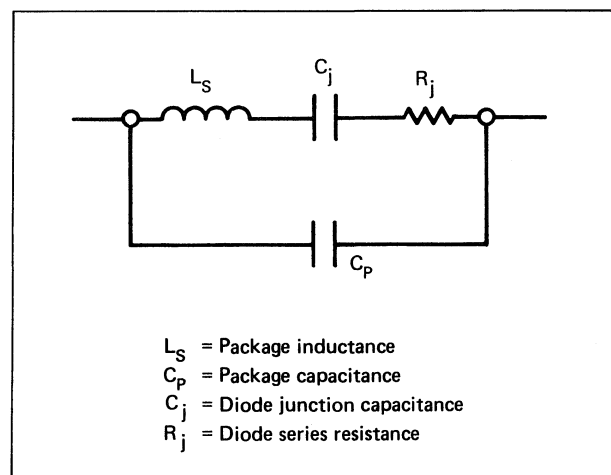 L_S
C_j
R_j
C_P
L_S = Package inductance
C_P = Package capacitance
C_j = Diode junction capacitance
R_j = Diode series resistance